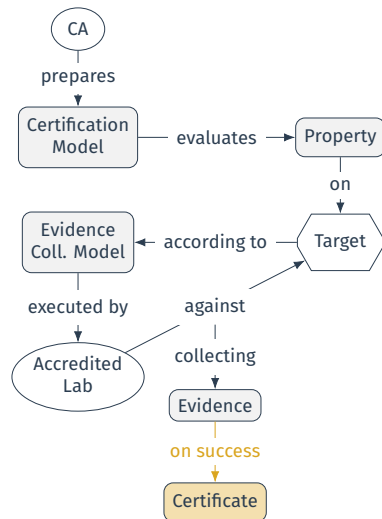 CA
prepares
Certification
Model
evaluates
Property
on
Target
according to
Evidence
Coll. Model
executed by
Accredited
Lab
against
collecting
Evidence
on success
Certificate